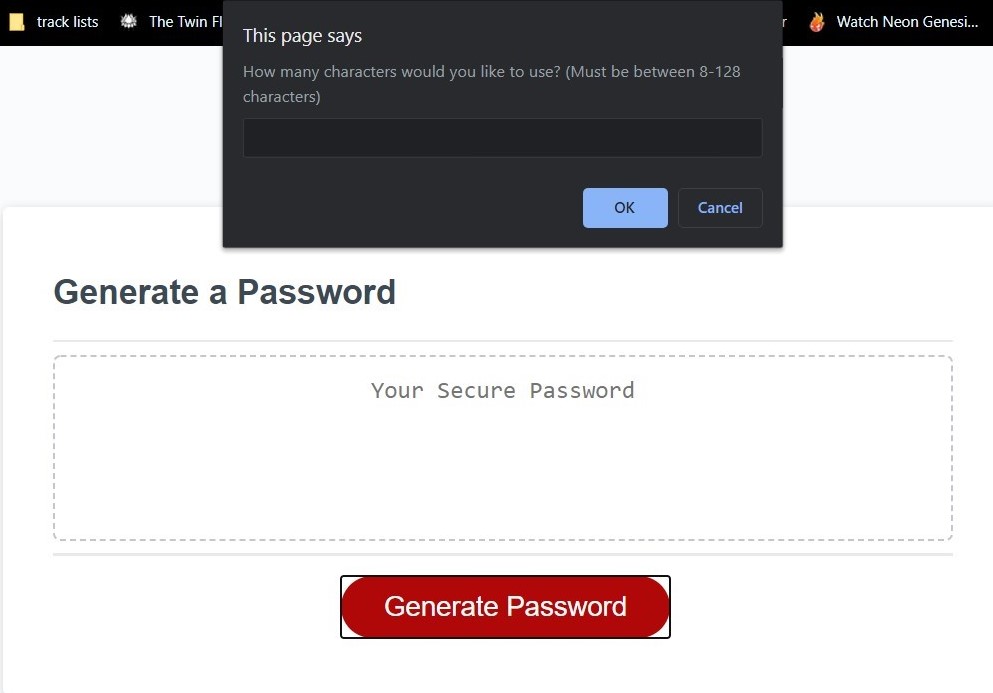 track lists The Twin Fl Watch Neon Genesi...
This page says
How many characters would you like to use? (Must be between 8-128
characters)
OK Cancel
Generate a Password
Your Secure Password
Generate Password